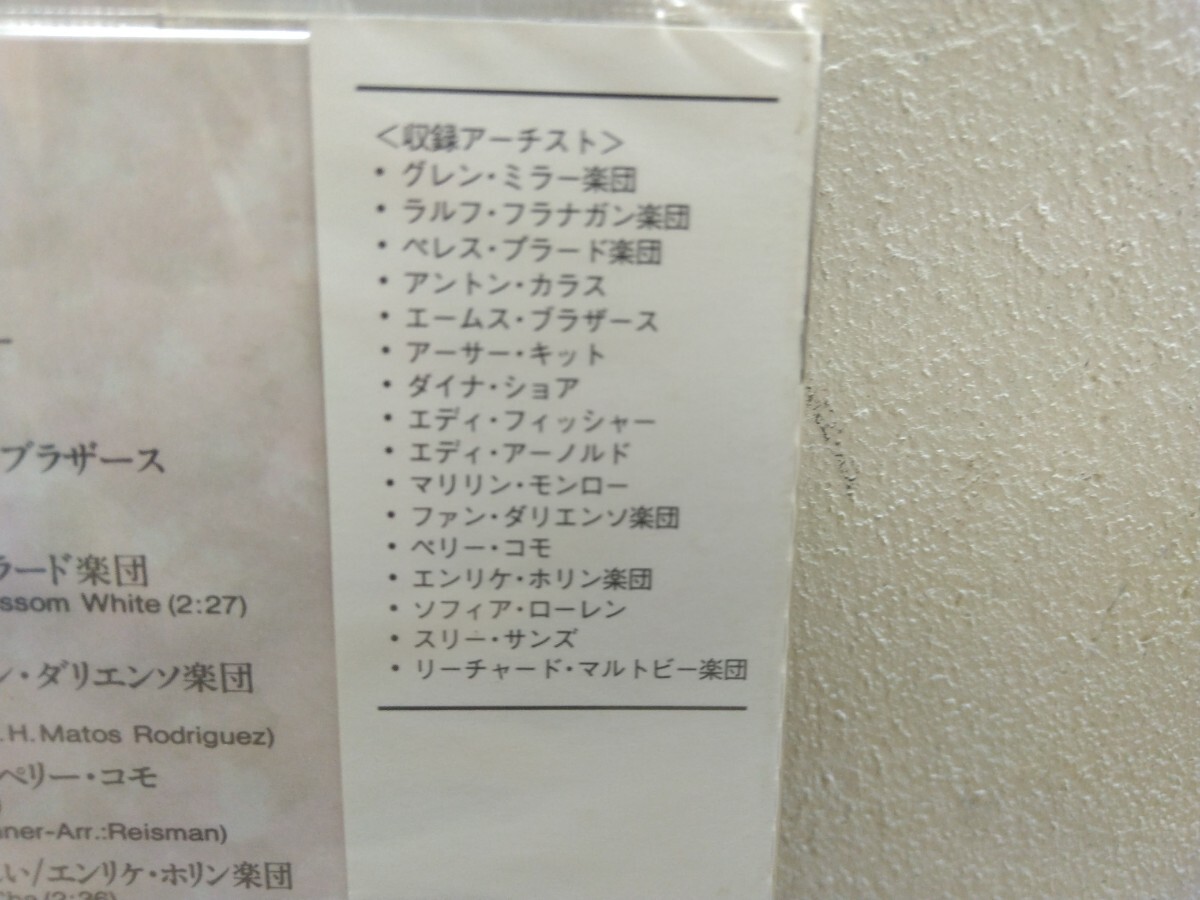 ー
ブラザース
ラード楽団
ssom White (2:27)
ン・ダリエンソ楽団
.H.Matos Rodriguez)
ペリー・コモ
)
nner-Arr.:Reisman)
い/エンリケ・ホリン楽団
Cha (2:26)
<収録アーチスト>
・グレン・ミラー楽団
・ラルフ・フラナガン楽団
・ペレス・プラード楽団
・アントン・カラス
・エームス・ブラザース
・アーサー・キット
・ダイナ・ショア
・エディ・フィッシャー
・エディ・アーノルド
・マリリン・モンロー
・ファン・ダリエンソ楽団
・ペリー・コモ
・エンリケ・ホリン楽団
・ソフィア・ローレン
・スリー・サンズ
・リーチャード・マルトビー楽団